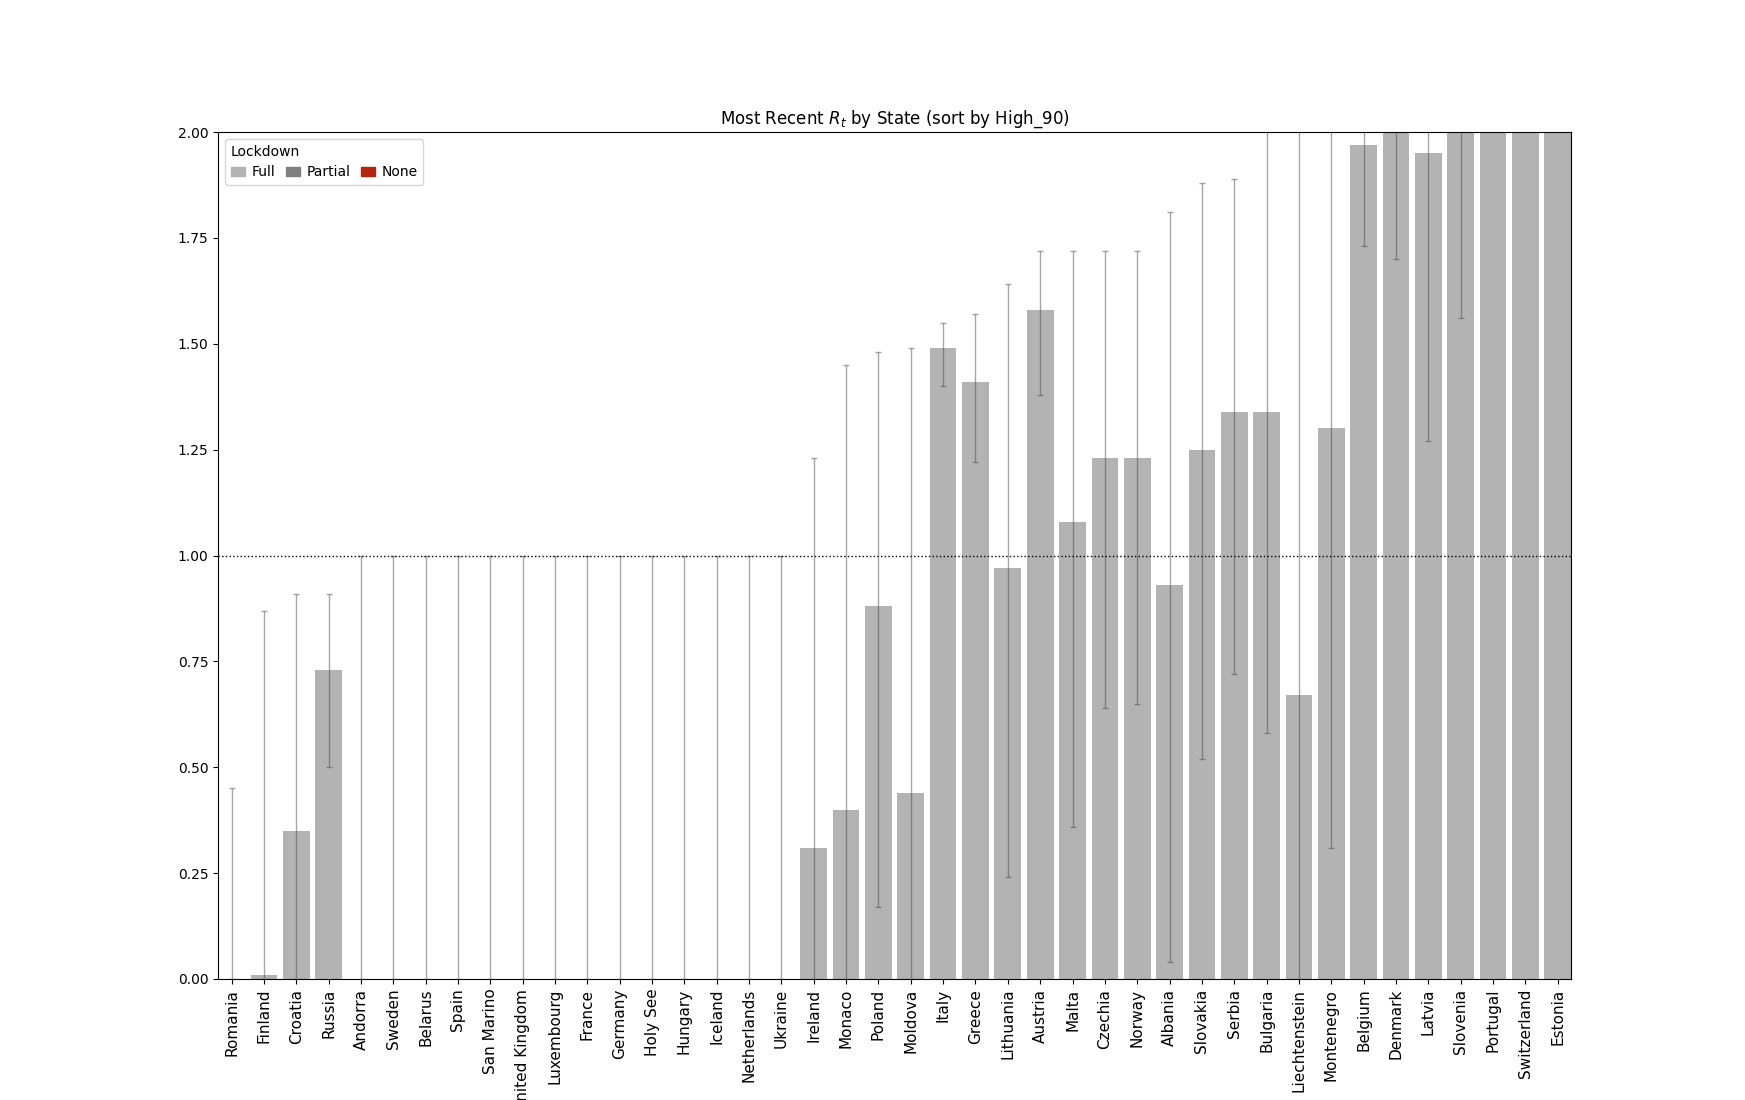 Most Recent R_t by State (sort by High_90)
Lockdown
Full Partial None
2.00
1.75
1.50
1.25
1.00
0.75
0.50
0.25
0.00
Romania
Finland
Croatia
Russia
Andorra
Sweden
Belarus
Spain
San Marino
nited Kingdom
Luxembourg
France
Germany
Holy See
Hungary
Iceland
Netherlands
Ukraine
Ireland
Monaco
Poland
Moldova
Italy
Greece
Lithuania
Austria
Malta
Czechia
Norway
Albania
Slovakia
Serbia
Bulgaria
Liechtenstein
Montenegro
Belgium
Denmark
Latvia
Slovenia
Portugal
Switzerland
Estonia